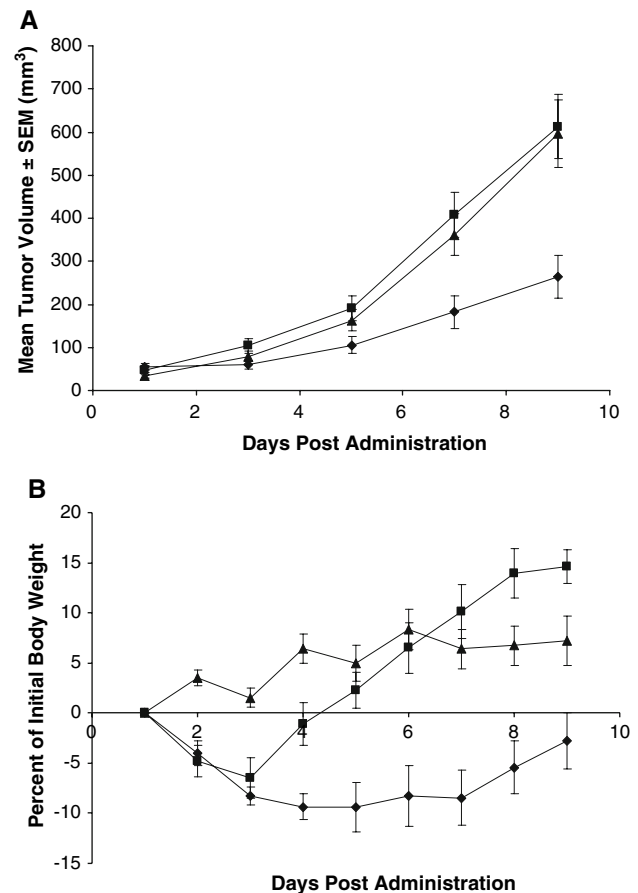 A
Mean Tumor Volume ± SEM (mm³)
800
700
600
500
400
300
200
100
0
0 2 4 6 8 10
Days Post Administration
B
Percent of Initial Body Weight
20
15
10
5
0
-5
-10
-15
0 2 4 6 8 10
Days Post Administration